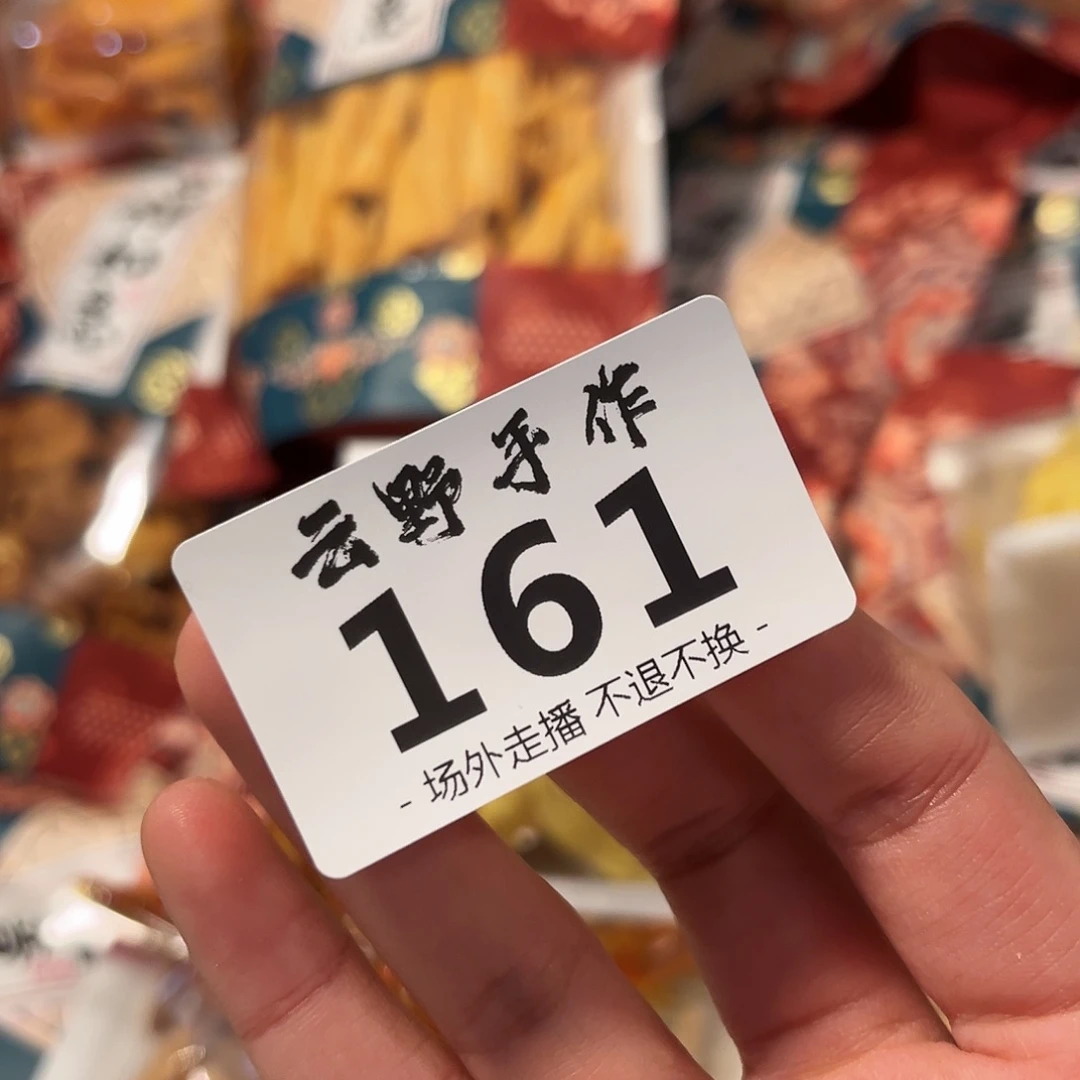 云野手作
161
- 场外走播 不退不换 -